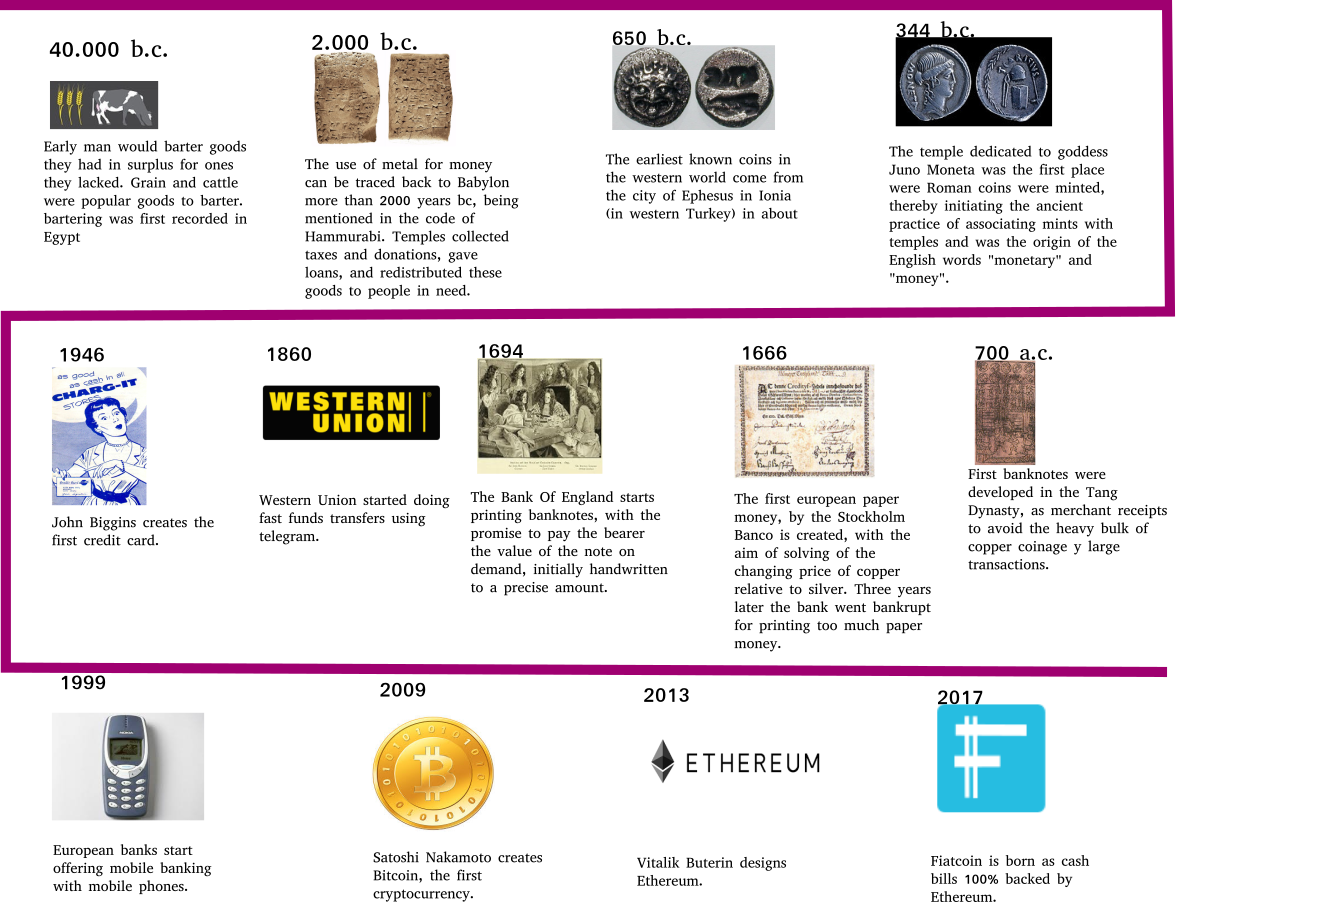 40.000 b.c.
Early man would barter goods
they had in surplus for ones
they lacked. Grain and cattle
were popular goods to barter.
bartering was first recorded in
Egypt
2.000 b.c.
The use of metal for money
can be traced back to Babylon
more than 2000 years bc, being
mentioned in the code of
Hammurabi. Temples collected
taxes and donations, gave
loans, and redistributed these
goods to people in need.
650 b.c.
The earliest known coins in
the western world come from
the city of Ephesus in Ionia
(in western Turkey) in about
344 b.c.
The temple dedicated to goddess
Juno Moneta was the first place
were Roman coins were minted,
thereby initiating the ancient
practice of associating mints with
temples and was the origin of the
English words "monetary" and
"money".
1946
as good
as cash in all
CHARG-IT
STORES
John Biggins creates the
first credit card.
1860
WESTERN
UNION
Western Union started doing
fast funds transfers using
telegram.
1694
The Bank Of England starts
printing banknotes, with the
promise to pay the bearer
the value of the note on
demand, initially handwritten
to a precise amount.
1666
The first european paper
money, by the Stockholm
Banco is created, with the
aim of solving of the
changing price of copper
relative to silver. Three years
later the bank went bankrupt
for printing too much paper
money.
700 a.c.
First banknotes were
developed in the Tang
Dynasty, as merchant receipts
to avoid the heavy bulk of
copper coinage y large
transactions.
1999
NOKIA
European banks start
offering mobile banking
with mobile phones.
2009
Satoshi Nakamoto creates
Bitcoin, the first
cryptocurrency.
2013
ETHEREUM
Vitalik Buterin designs
Ethereum.
2017
Fiatcoin is born as cash
bills 100% backed by
Ethereum.